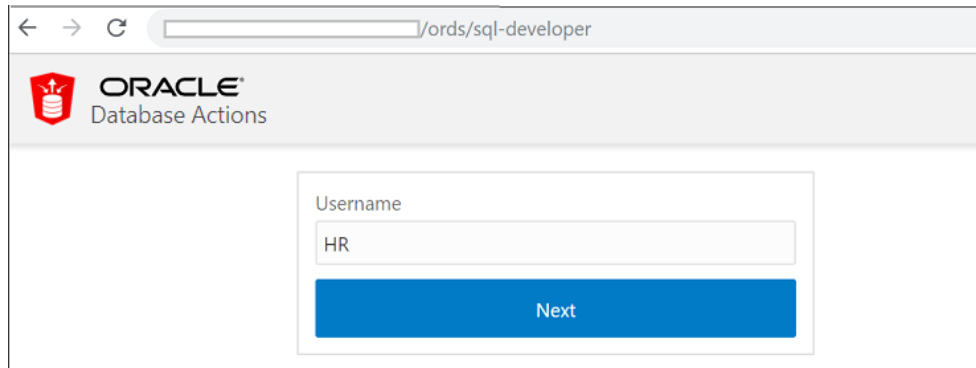 /ords/sql-developer
ORACLE
Database Actions
Username
HR
Next